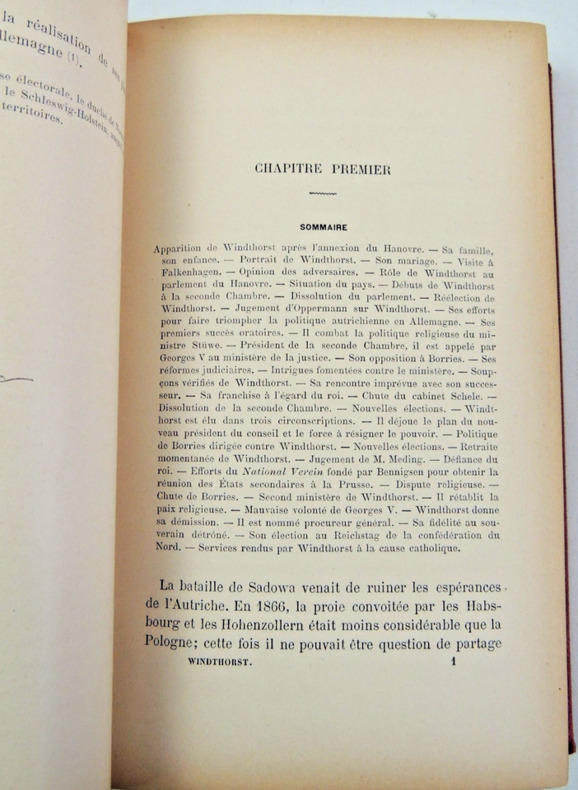 la réalisation de
llemagne (1).
se électorale, le duché de
le Schleswig-Holstein,
territoires.
CHAPITRE PREMIER
SOMMAIRE
Apparition de Windthorst après l'annexion du Hanovre. — Sa famille,
son enfance. — Portrait de Windthorst. — Son mariage. — Visite à
Falkenhagen. — Opinion des adversaires. — Rôle de Windthorst au
parlement du Hanovre. — Situation du pays. — Débuts de Windthorst
à la seconde Chambre. — Dissolution du parlement. — Réélection de
Windthorst. — Jugement d'Oppermann sur Windthorst. — Ses efforts
pour faire triompher la politique autrichienne en Allemagne. — Ses
premiers succès oratoires. — Il combat la politique religieuse du mi-
nistre Stüwe. — Président de la seconde Chambre, il est appelé par
Georges V au ministère de la justice. — Son opposition à Borries. — Ses
réformes judiciaires. — Intrigues fomentées contre le ministère. — Soup-
çons vérifiés de Windthorst. — Sa rencontre imprévue avec son succes-
seur. — Sa franchise à l'égard du roi. — Chute du cabinet Schele. —
Dissolution de la seconde Chambre. — Nouvelles élections. — Windt-
horst est élu dans trois circonscriptions. — Il déjoue le plan du nou-
veau président du conseil et le force à résigner le pouvoir. — Politique
de Borries dirigée contre Windthorst. — Nouvelles élections. — Retraite
momentanée de Windthorst. — Jugement de M. Meding. — Défiance du
roi. — Efforts du National Verein fondé par Bennigsen pour obtenir la
réunion des États secondaires à la Prusse. — Dispute religieuse. —
Chute de Borries. — Second ministère de Windthorst. — Il rétablit la
paix religieuse. — Mauvaise volonté de Georges V. — Windthorst donne
sa démission. — Il est nommé procureur général. — Sa fidélité au sou-
verain détrôné. — Son élection au Reichstag de la confédération du
Nord. — Services rendus par Windthorst à la cause catholique.
La bataille de Sadowa venait de ruiner les espérances
de l'Autriche. En 1866, la proie convoitée par les Habs-
bourg et les Hohenzollern était moins considérable que la
Pologne; cette fois il ne pouvait être question de partage
WINDTHORST. 1